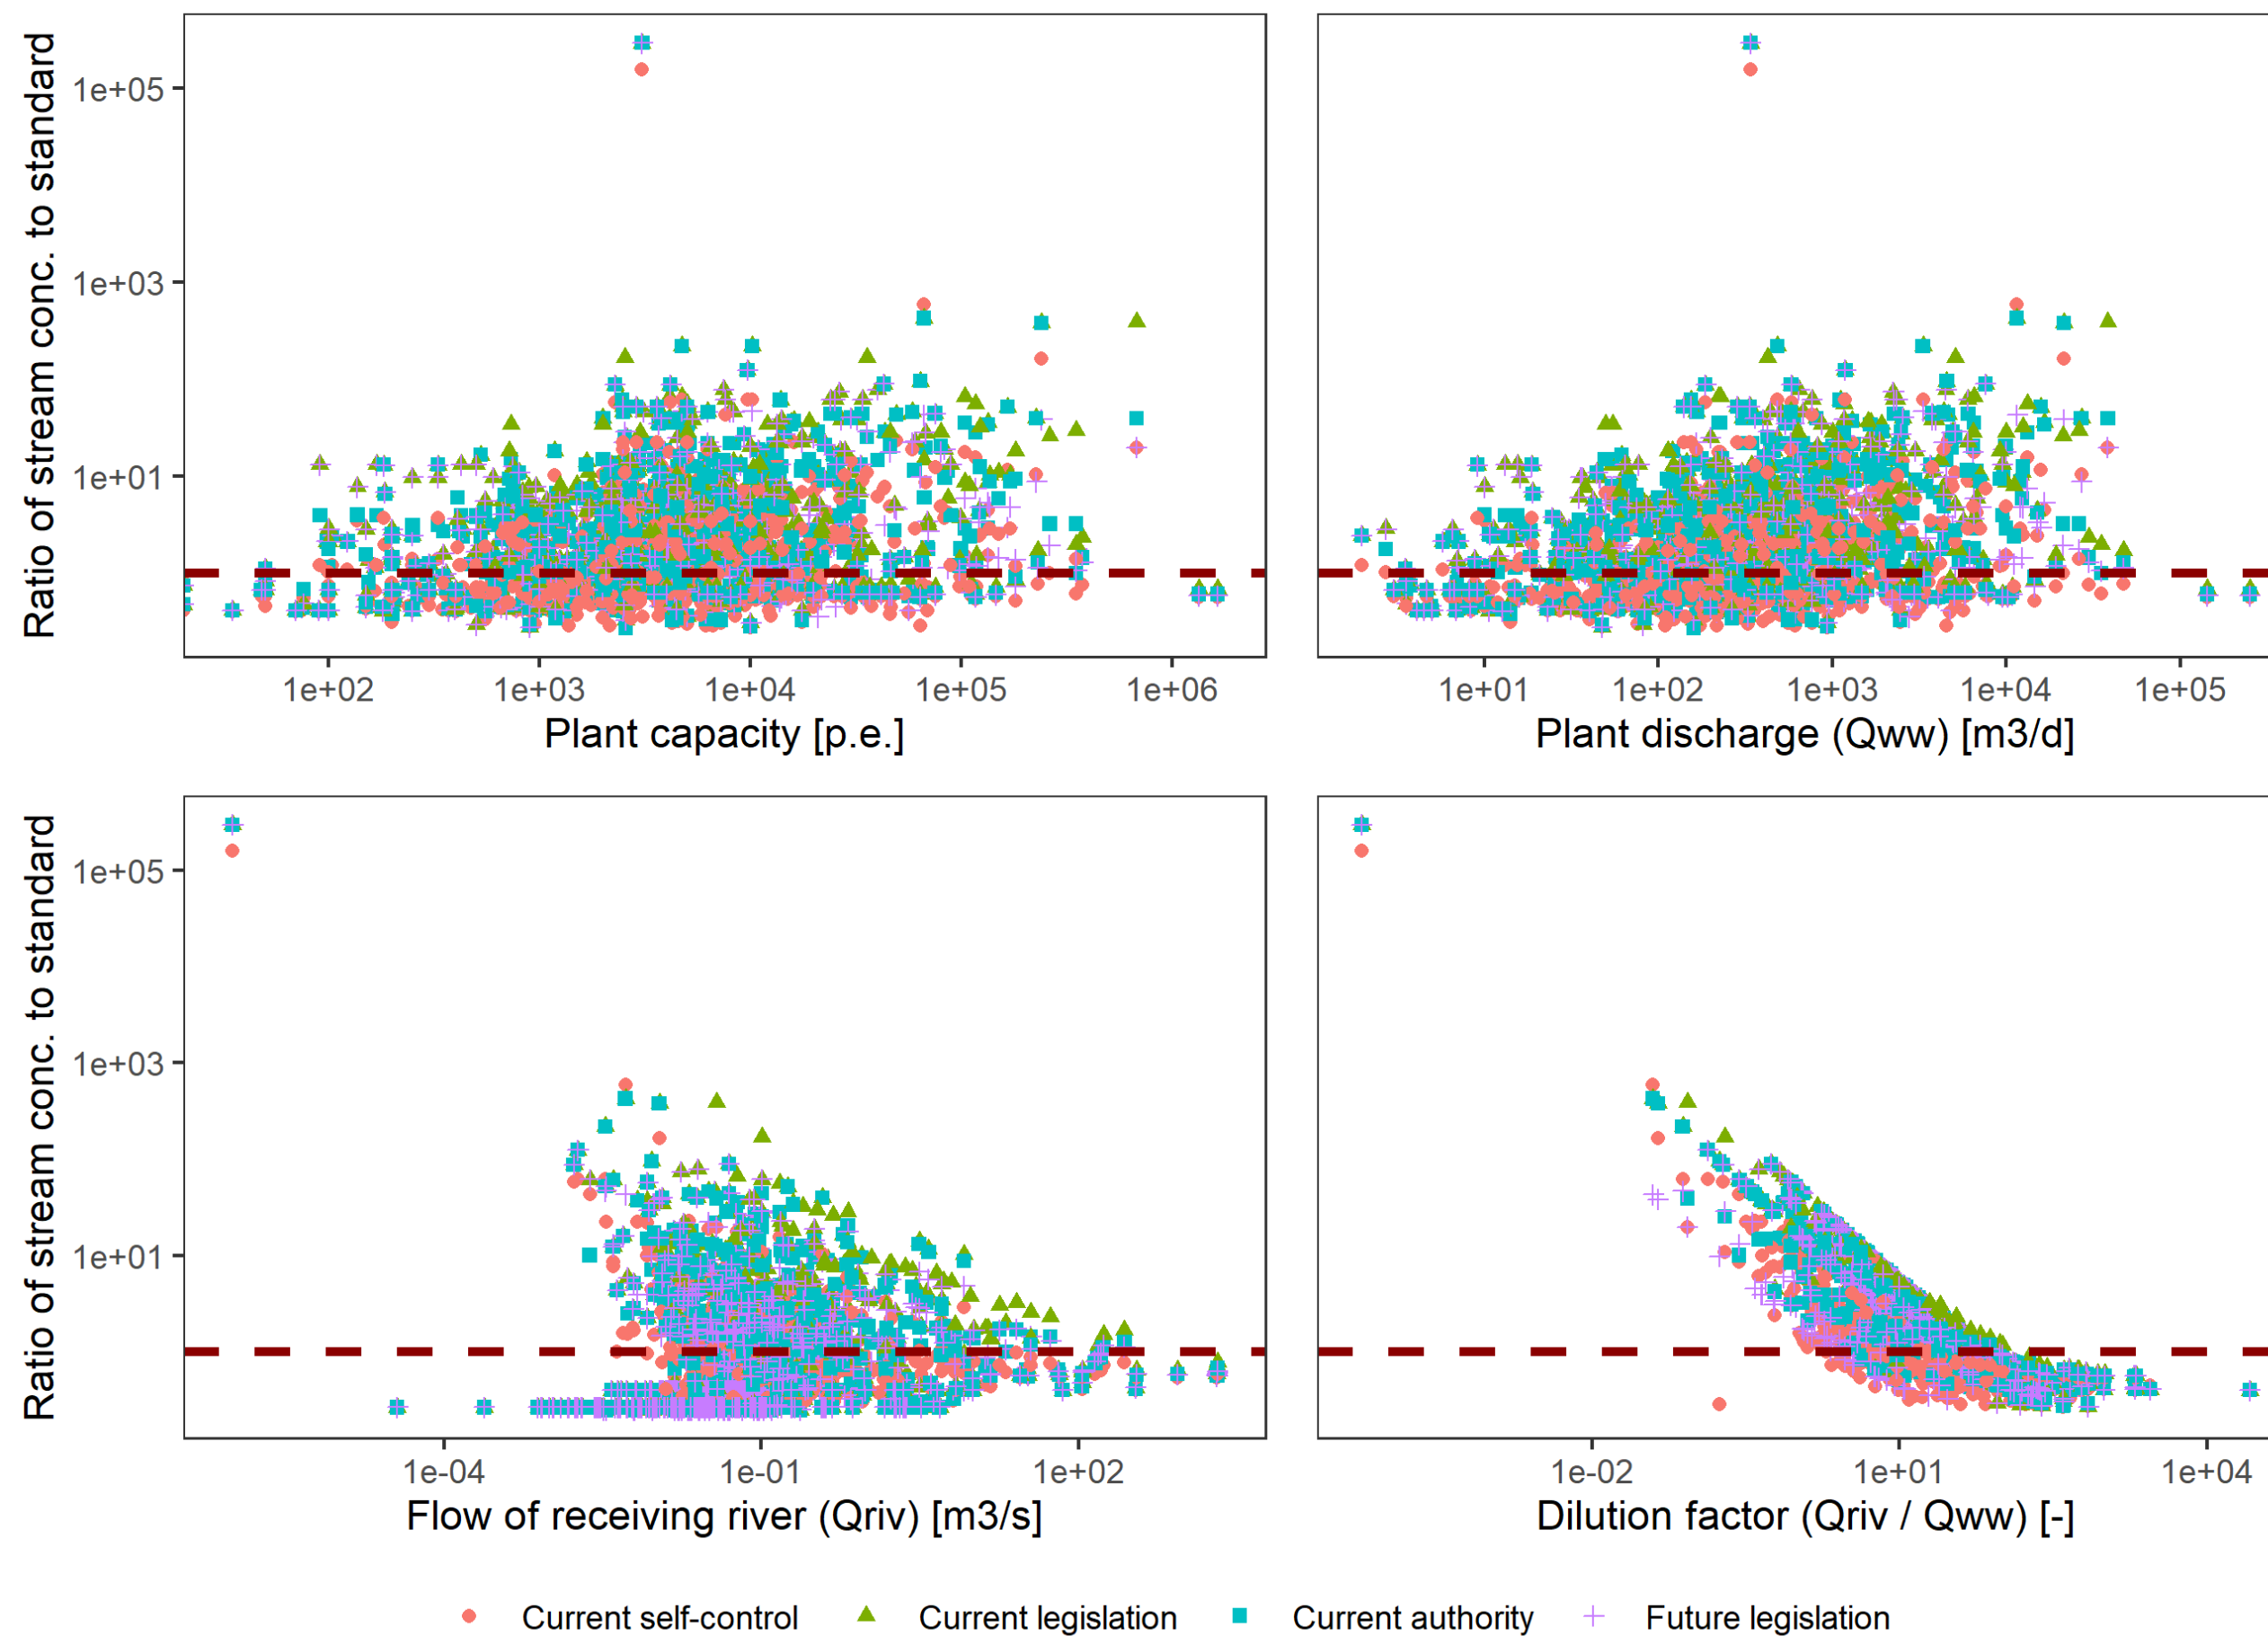 Ratio of stream conc. to standard
1e+05
1e+03
1e+01
1e+02 1e+03 1e+04 1e+05 1e+06
Plant capacity [p.e.]
1e+01 1e+02 1e+03 1e+04 1e+05
Plant discharge (Qww) [m3/d]
Ratio of stream conc. to standard
1e+05
1e+03
1e+01
1e-04 1e-01 1e+02
Flow of receiving river (Qriv) [m3/s]
1e-02 1e+01 1e+04
Dilution factor (Qriv / Qww) [-]
Current self-control Current legislation Current authority Future legislation